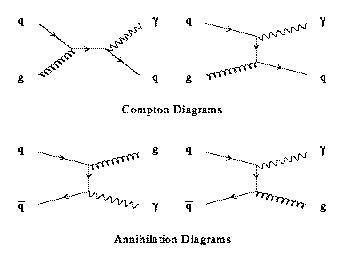 q γ q γ
g q g q
Compton Diagrams
q g q γ
q̅ γ q̅ g
Annihilation Diagrams